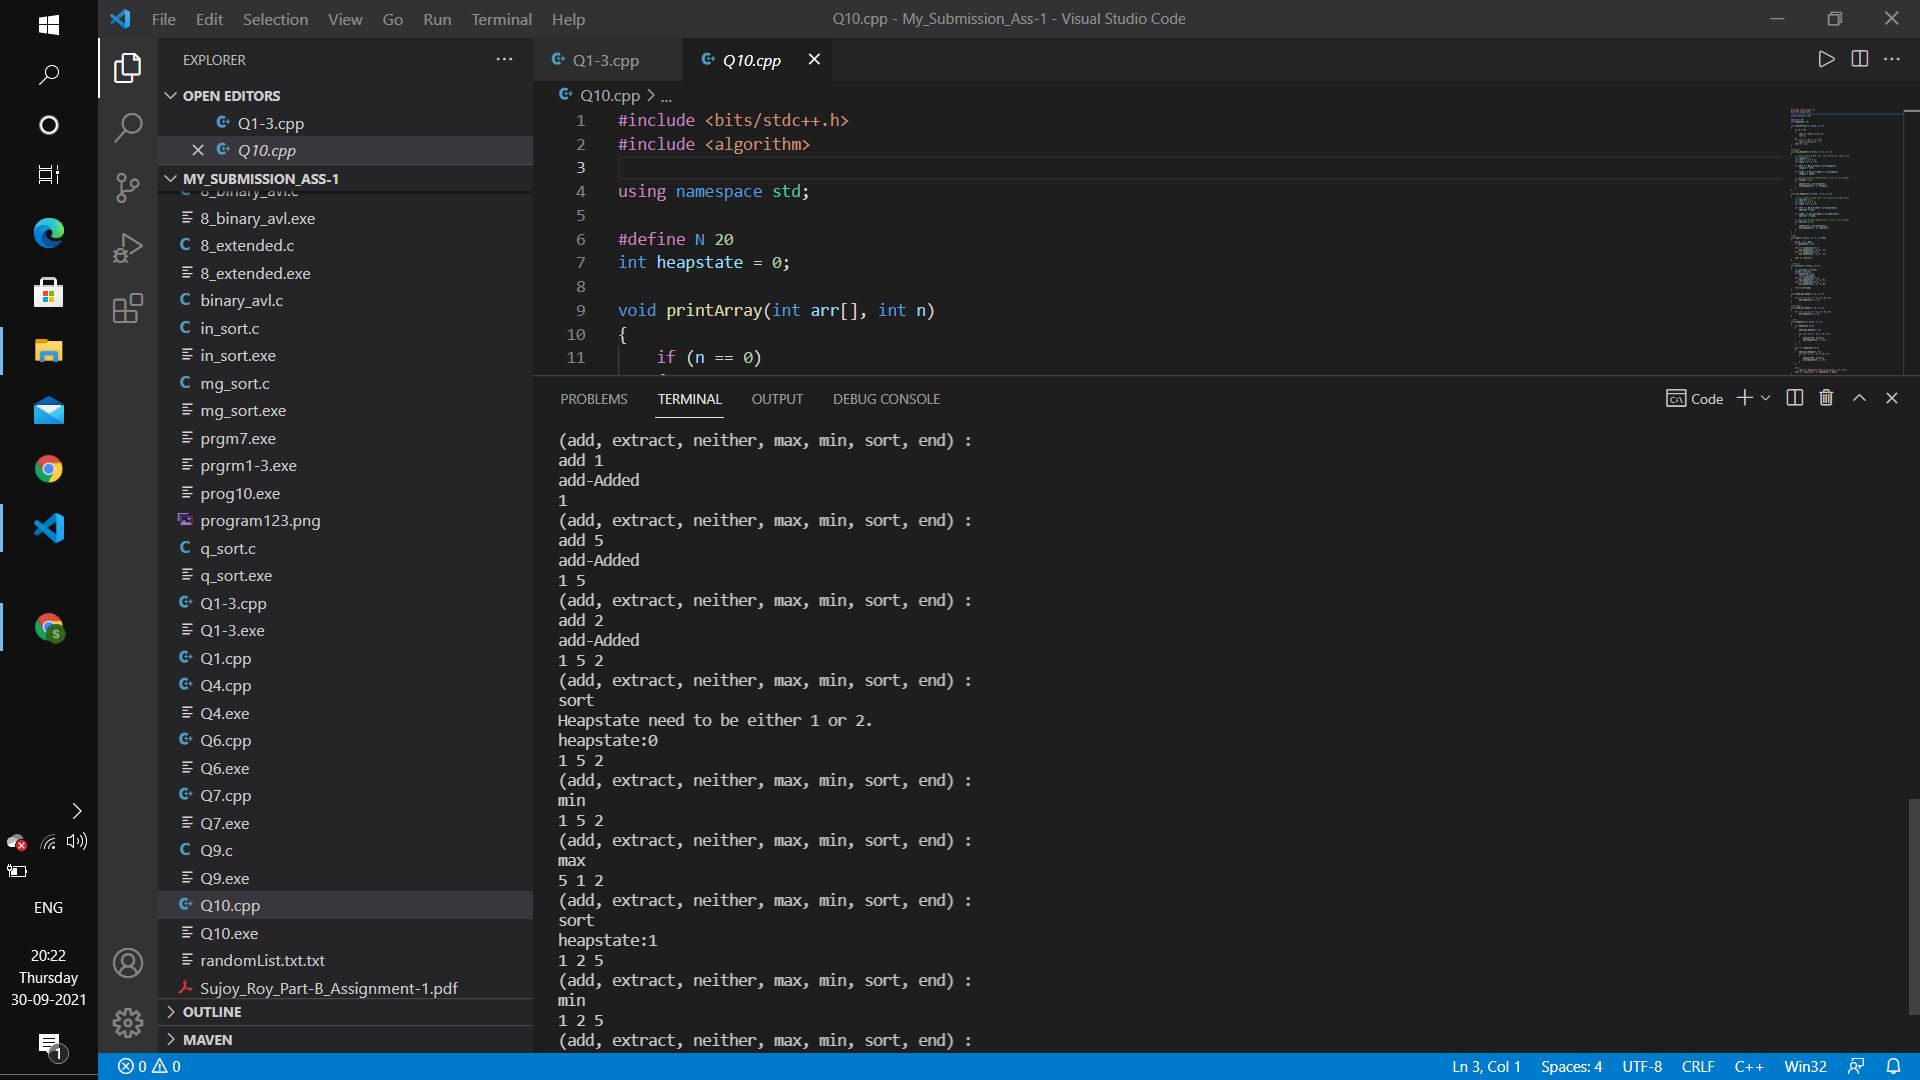 File Edit Selection View Go Run Terminal Help
Q10.cpp - My_Submission_Ass-1 - Visual Studio Code
EXPLORER
OPEN EDITORS
Q1-3.cpp
Q10.cpp
MY_SUBMISSION_ASS-1
8_binary_avl.c
8_binary_avl.exe
8_extended.c
8_extended.exe
binary_avl.c
in_sort.c
in_sort.exe
mg_sort.c
mg_sort.exe
prgm7.exe
prgrm1-3.exe
prog10.exe
program123.png
q_sort.c
q_sort.exe
Q1-3.cpp
Q1-3.exe
Q1.cpp
Q4.cpp
Q4.exe
Q6.cpp
Q6.exe
Q7.cpp
Q7.exe
Q9.c
Q9.exe
Q10.cpp
Q10.exe
randomList.txt.txt
Sujoy_Roy_Part-B_Assignment-1.pdf
OUTLINE
MAVEN
Q1-3.cpp
Q10.cpp
Q10.cpp > ...
1 #include <bits/stdc++.h>
2 #include <algorithm>
3
4 using namespace std;
5
6 #define N 20
7 int heapstate = 0;
8
9 void printArray(int arr[], int n)
10 {
11 if (n == 0)
PROBLEMS TERMINAL OUTPUT DEBUG CONSOLE
Code
(add, extract, neither, max, min, sort, end) :
add 1
add-Added
1
(add, extract, neither, max, min, sort, end) :
add 5
add-Added
1 5
(add, extract, neither, max, min, sort, end) :
add 2
add-Added
1 5 2
(add, extract, neither, max, min, sort, end) :
sort
Heapstate need to be either 1 or 2.
heapstate:0
1 5 2
(add, extract, neither, max, min, sort, end) :
min
1 5 2
(add, extract, neither, max, min, sort, end) :
max
5 1 2
(add, extract, neither, max, min, sort, end) :
sort
heapstate:1
1 2 5
(add, extract, neither, max, min, sort, end) :
min
1 2 5
(add, extract, neither, max, min, sort, end) :
ENG
20:22
Thursday
30-09-2021
1
S
0 0
Ln 3, Col 1 Spaces: 4 UTF-8 CRLF C++ Win32